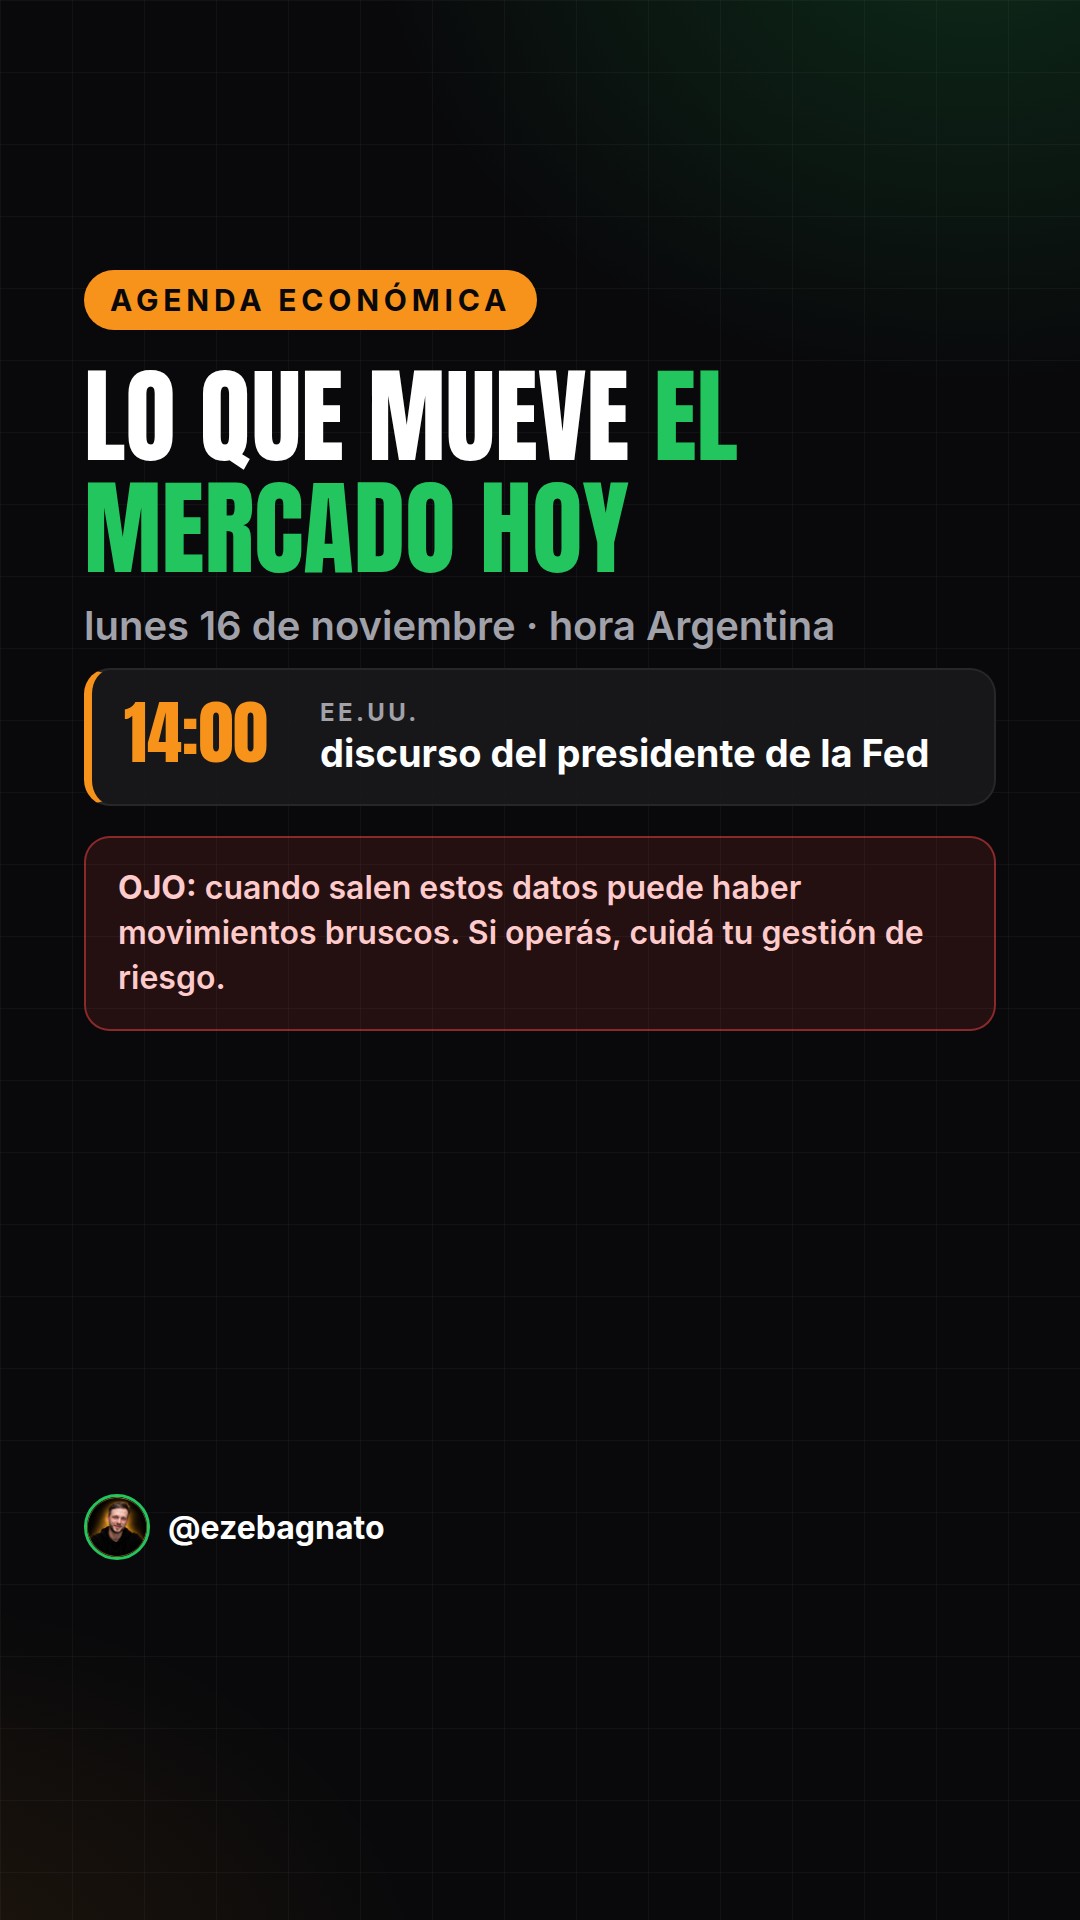 AGENDA ECONÓMICA
LO QUE MUEVE EL
MERCADO HOY
lunes 16 de noviembre · hora Argentina
14:00
EE.UU.
discurso del presidente de la Fed
OJO: cuando salen estos datos puede haber
movimientos bruscos. Si operás, cuidá tu gestión de
riesgo.
@ezebagnato